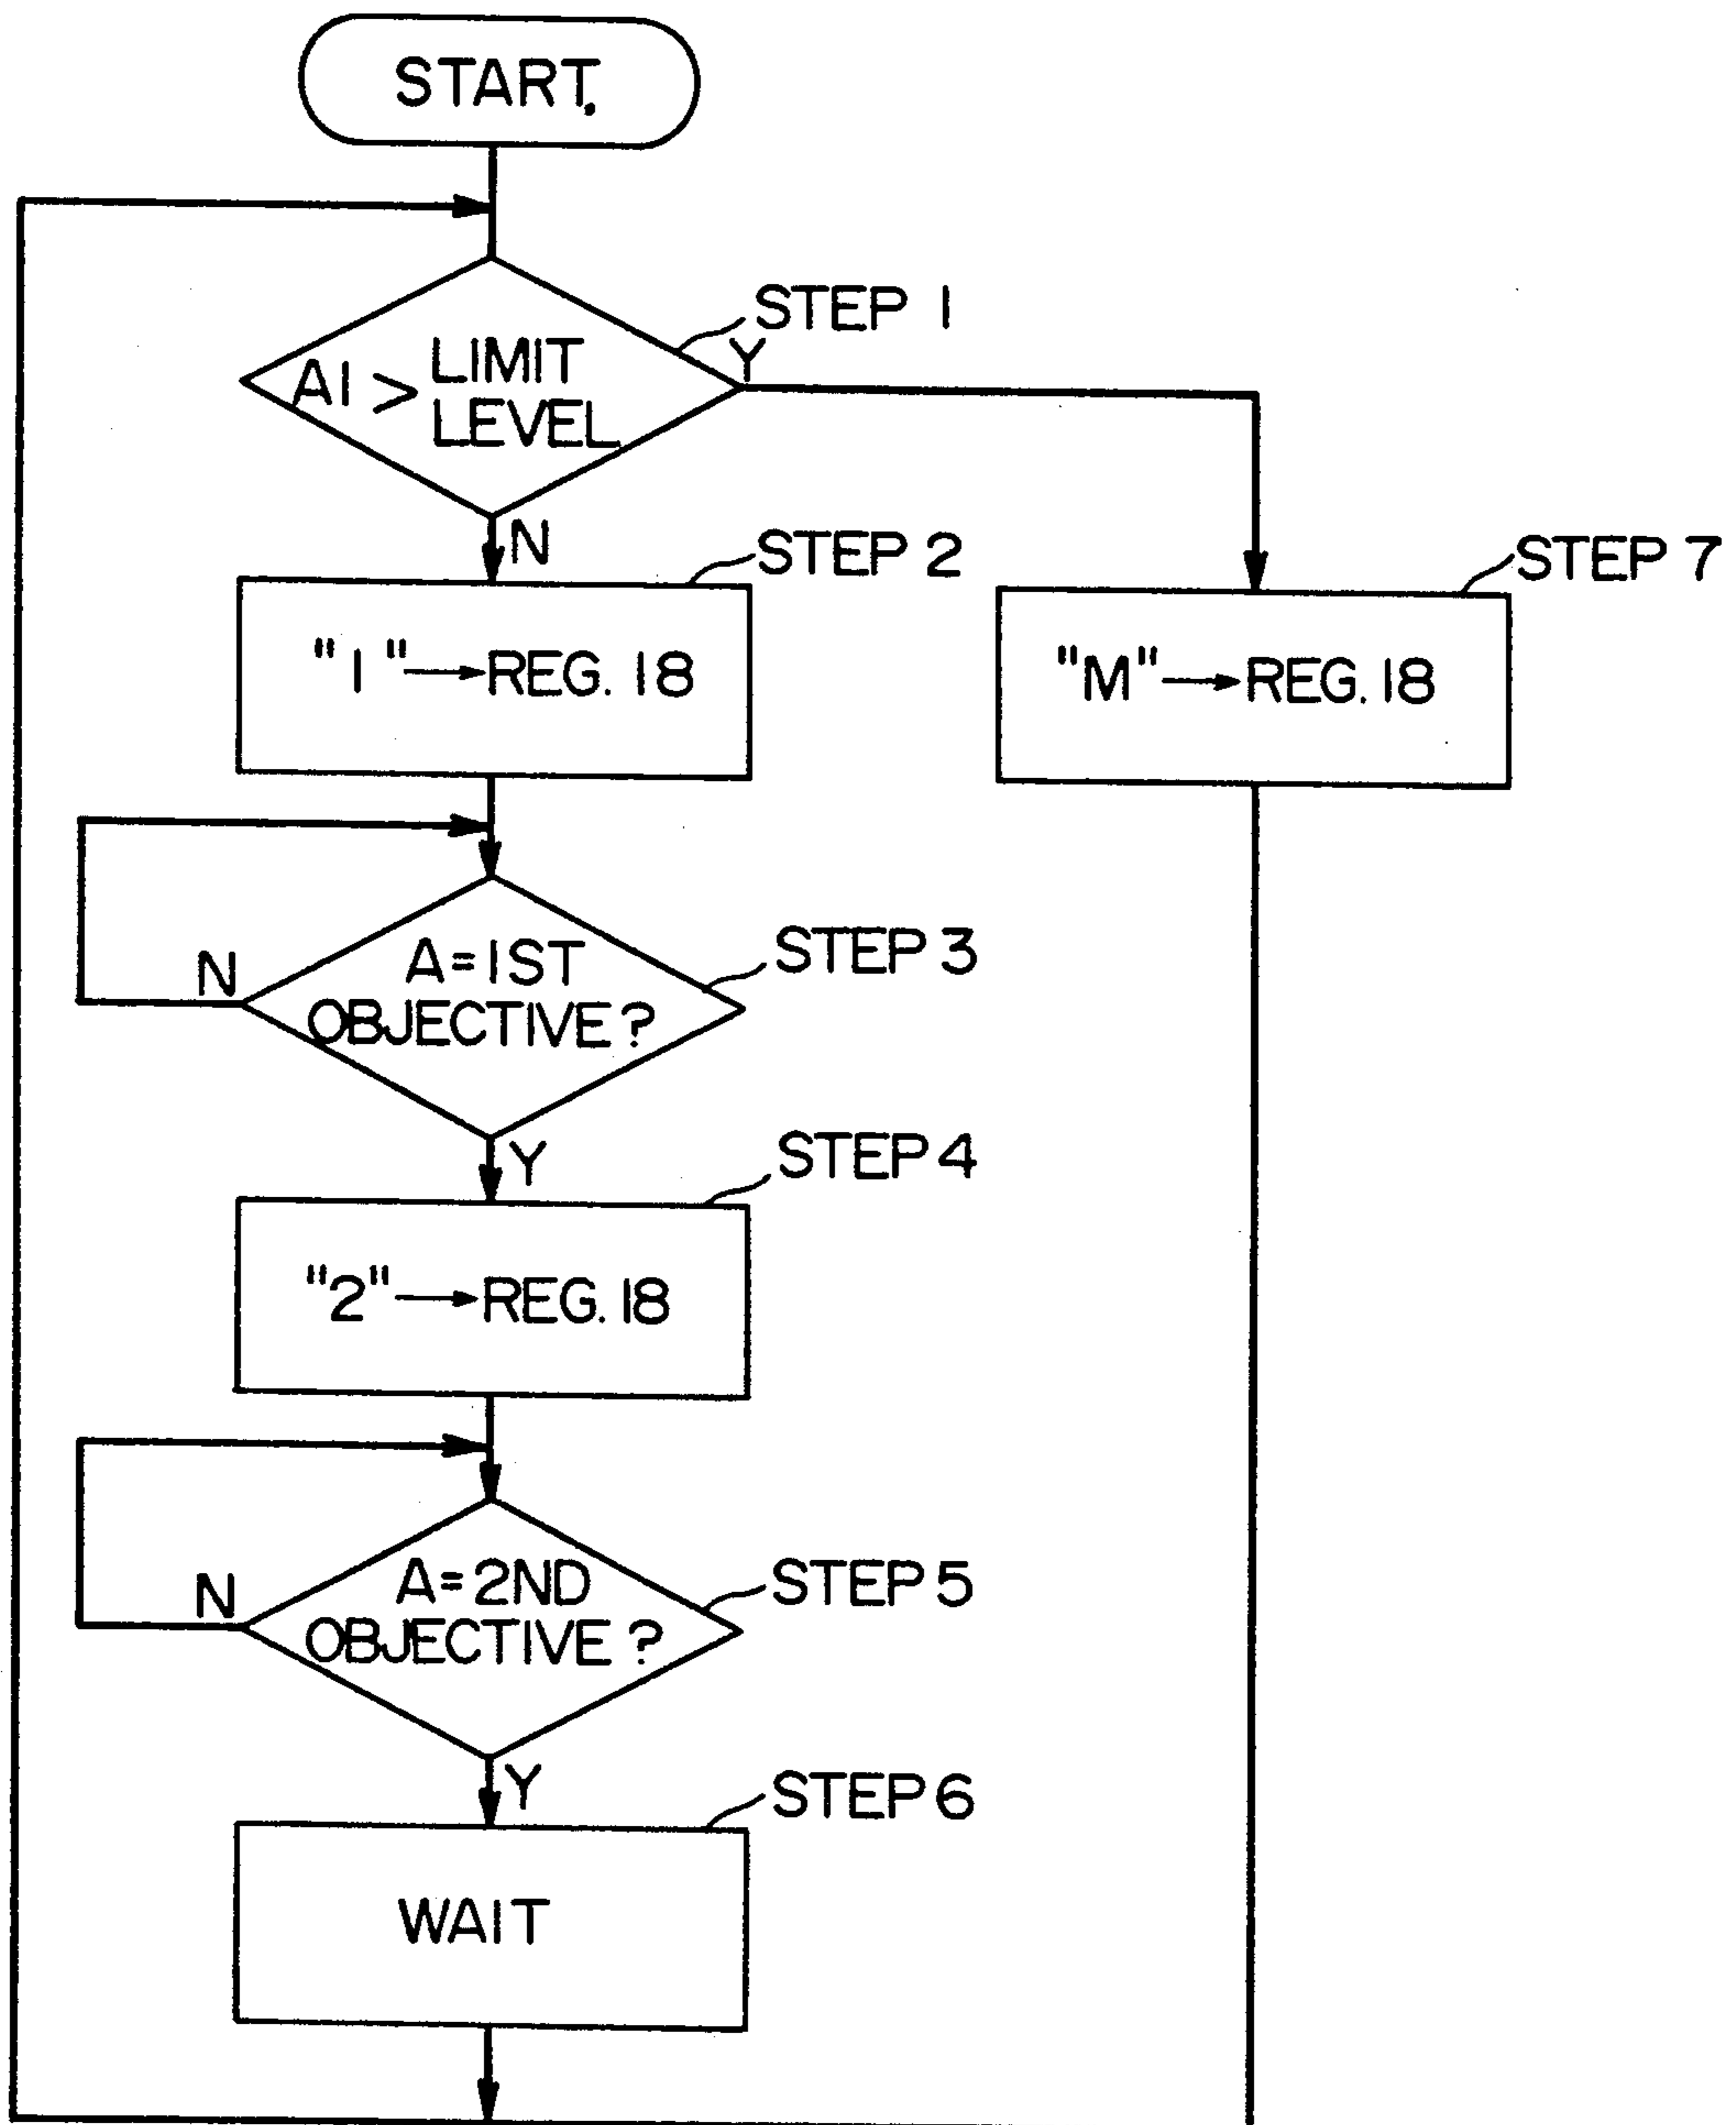 START.
STEP 1
A1 > LIMIT LEVEL
Y
N
STEP 2
"1" → REG. 18
STEP 7
"M" → REG. 18
A=1ST
OBJECTIVE?
N
STEP 3
Y
STEP 4
"2" → REG. 18
A=2ND
OBJECTIVE?
N
STEP 5
Y
STEP 6
WAIT